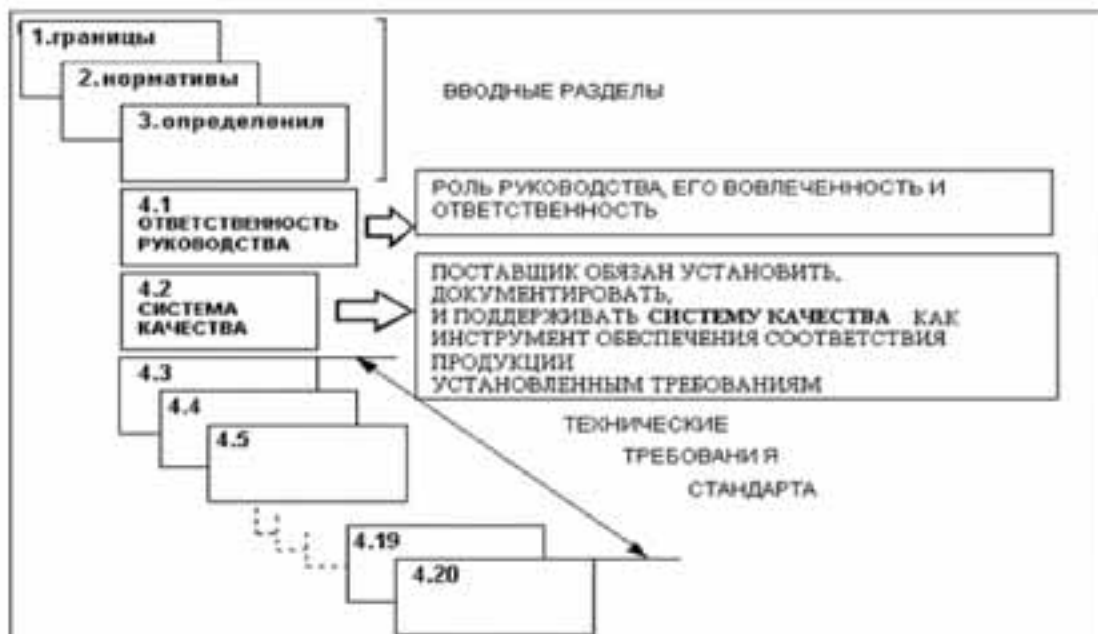 1.границы
2.нормативы
3.определения
ВВОДНЫЕ РАЗДЕЛЫ
4.1
ОТВЕТСТВЕННОСТЬ
РУКОВОДСТВА
РОЛЬ РУКОВОДСТВА, ЕГО ВОВЛЕЧЕННОСТЬ И
ОТВЕТСТВЕННОСТЬ
4.2
СИСТЕМА
КАЧЕСТВА
ПОСТАВЩИК ОБЯЗАН УСТАНОВИТЬ,
ДОКУМЕНТИРОВАТЬ,
И ПОДДЕРЖИВАТЬ СИСТЕМУ КАЧЕСТВА КАК
ИНСТРУМЕНТ ОБЕСПЕЧЕНИЯ СООТВЕТСТВИЯ
ПРОДУКЦИИ
УСТАНОВЛЕННЫМ ТРЕБОВАНИЯМ
4.3
4.4
4.5
ТЕХНИЧЕСКИЕ
ТРЕБОВАНИЯ
СТАНДАРТА
4.19
4.20